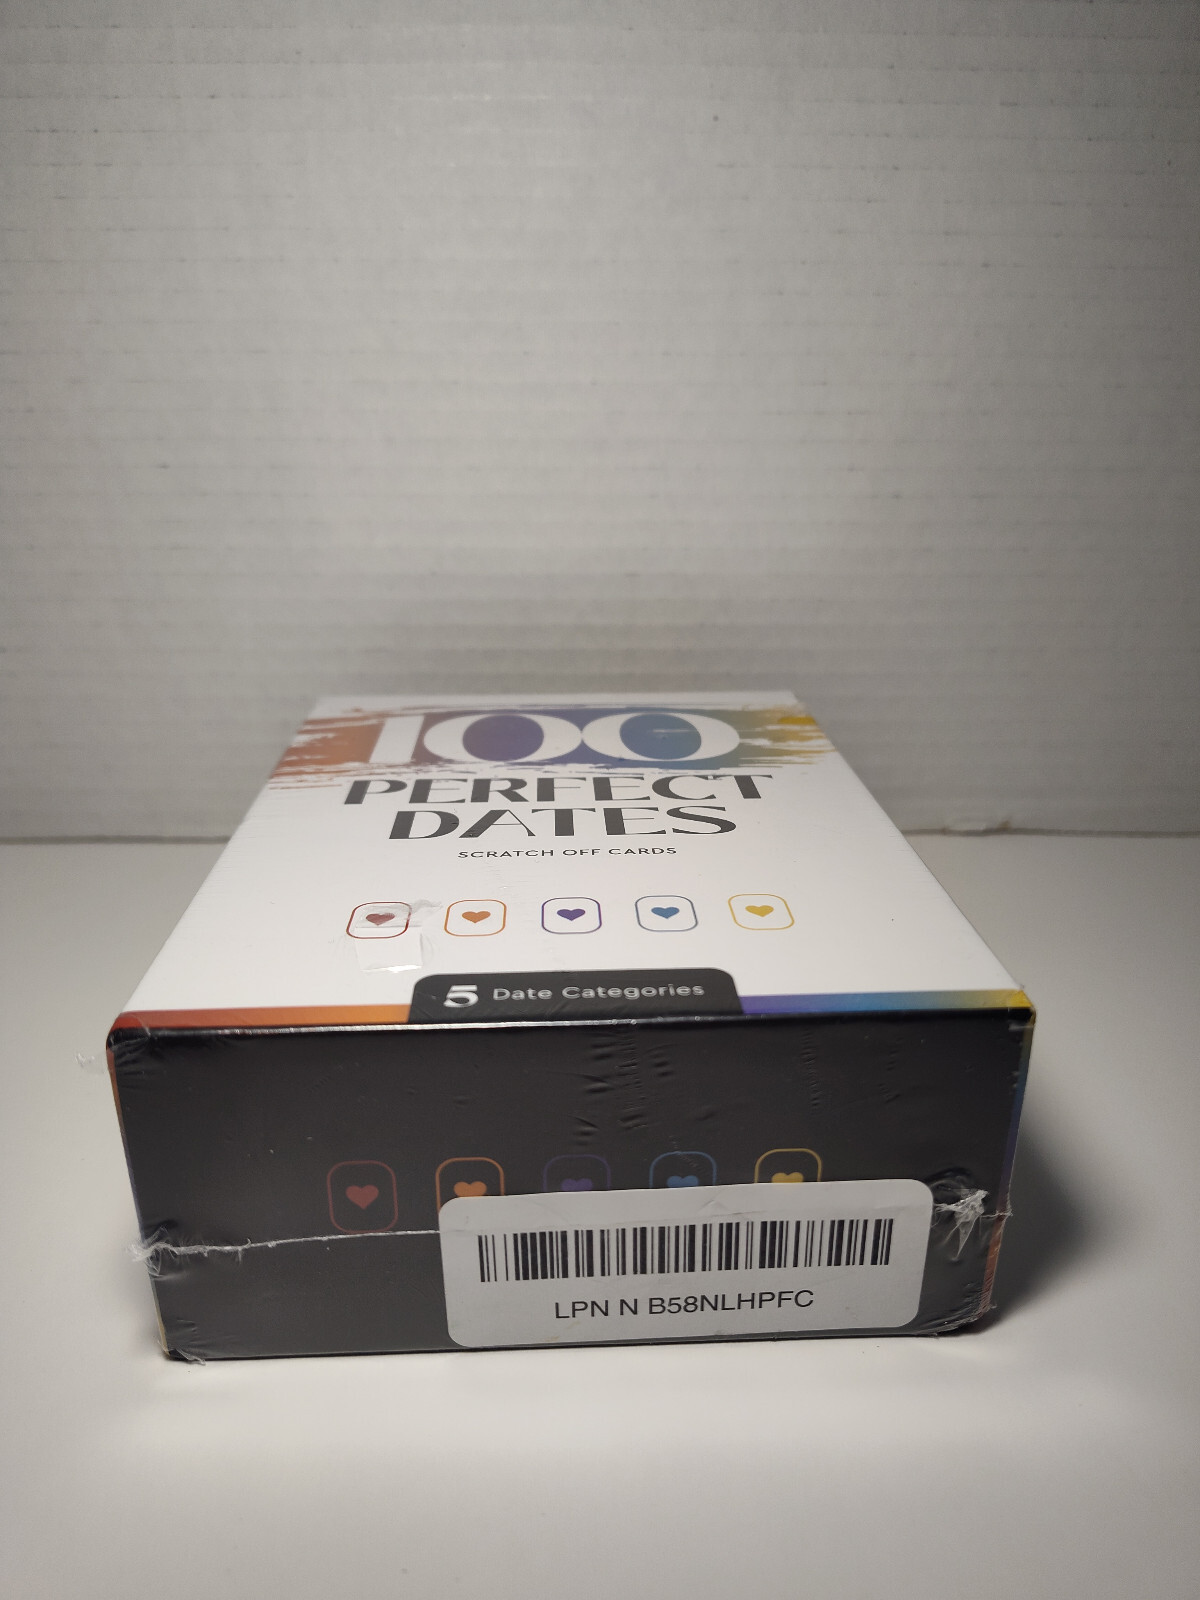 100
PERFECT
DATES
SCRATCH OFF CARDS
5 Date Categories
LPN N B58NLHPFC